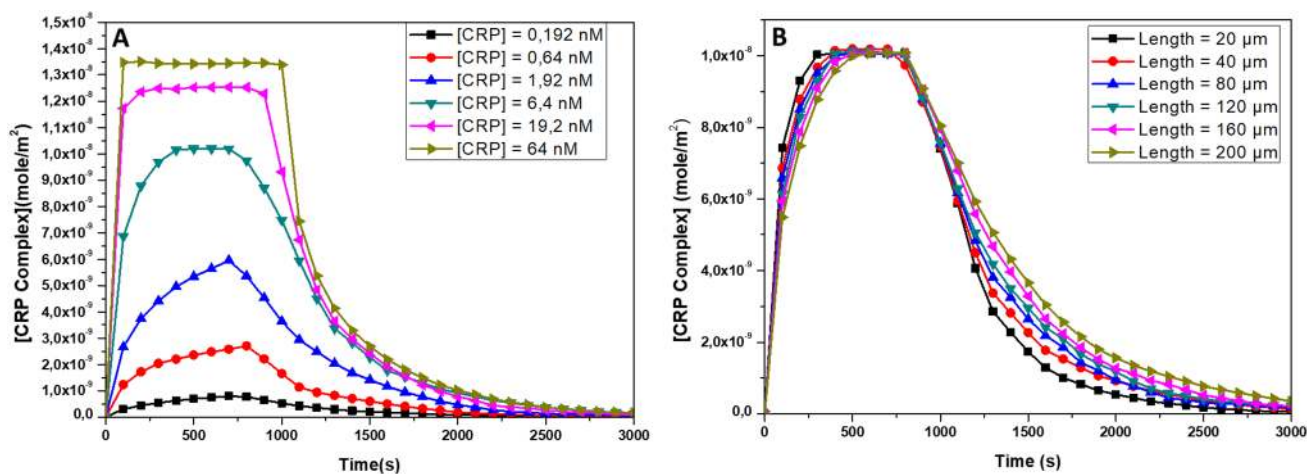 A
[CRP Complex](mole/m²)
1,5x10⁻⁸
1,4x10⁻⁸
1,3x10⁻⁸
1,2x10⁻⁸
1,1x10⁻⁸
1,0x10⁻⁸
9,0x10⁻⁹
8,0x10⁻⁹
7,0x10⁻⁹
6,0x10⁻⁹
5,0x10⁻⁹
4,0x10⁻⁹
3,0x10⁻⁹
2,0x10⁻⁹
1,0x10⁻⁹
0,0
0 500 1000 1500 2000 2500 3000
Time(s)
[CRP] = 0,192 nM
[CRP] = 0,64 nM
[CRP] = 1,92 nM
[CRP] = 6,4 nM
[CRP] = 19,2 nM
[CRP] = 64 nM
B
[CRP Complex] (mole/m²)
1,0x10⁻⁸
8,0x10⁻⁹
6,0x10⁻⁹
4,0x10⁻⁹
2,0x10⁻⁹
0,0
0 500 1000 1500 2000 2500 3000
Time (s)
Length = 20 µm
Length = 40 µm
Length = 80 µm
Length = 120 µm
Length = 160 µm
Length = 200 µm